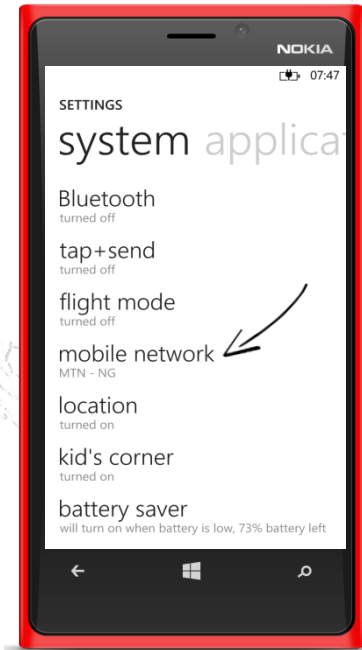 NOKIA
07:47
SETTINGS
system applica
Bluetooth
turned off
tap+send
turned off
flight mode
turned off
mobile network
MTN - NG
location
turned on
kid's corner
turned on
battery saver
will turn on when battery is low, 73% battery left